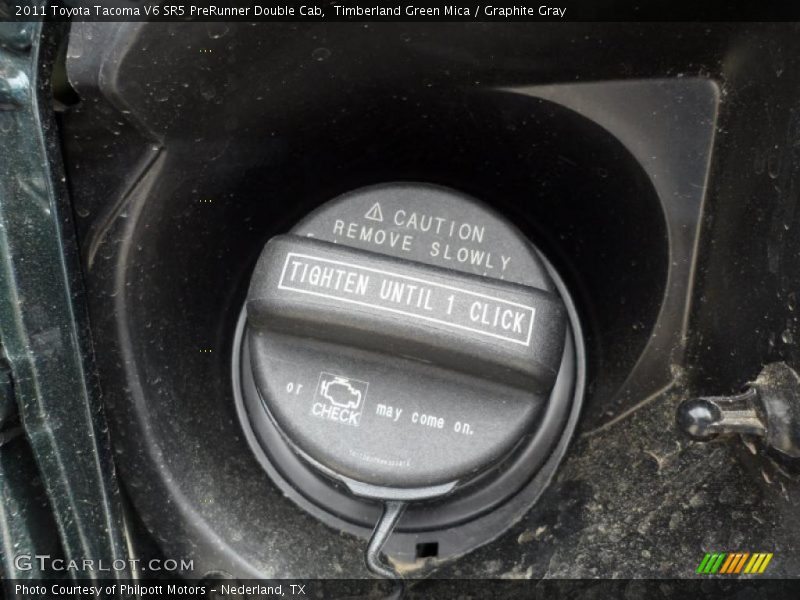 2011 Toyota Tacoma V6 SR5 PreRunner Double Cab,  Timberland Green Mica / Graphite Gray
CAUTION
REMOVE SLOWLY
TIGHTEN UNTIL 1 CLICK
or CHECK may come on.
GTCARLOT.COM
Photo Courtesy of Philpott Motors - Nederland, TX